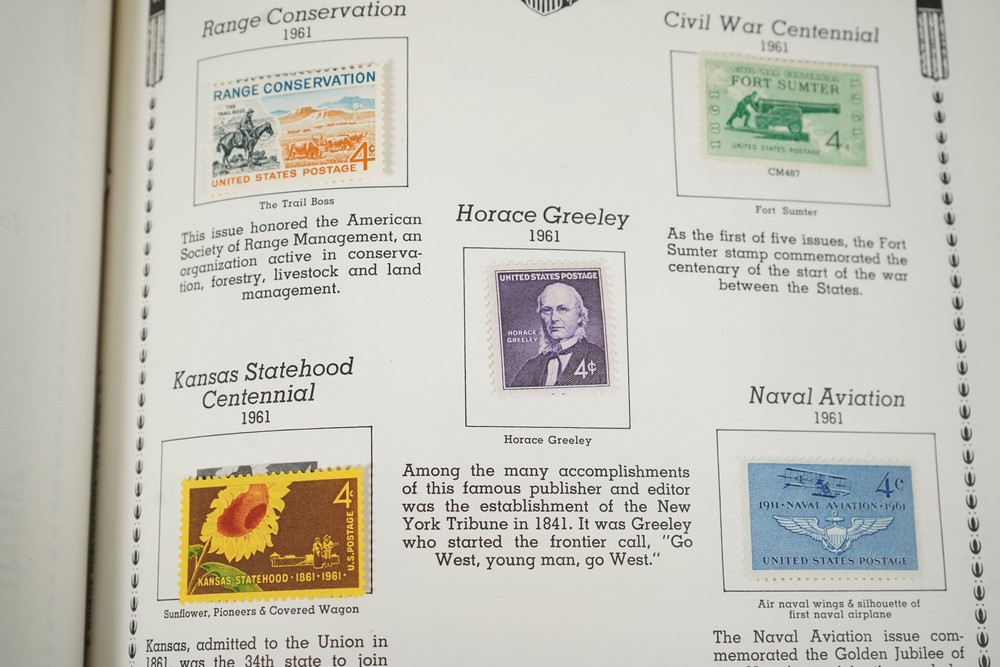 Range Conservation
1961
RANGE CONSERVATION
THE
TRAIL BOSS
4¢
UNITED STATES POSTAGE
The Trail Boss
This issue honored the American
Society of Range Management, an
organization active in conserva-
tion, forestry, livestock and land
management.
Civil War Centennial
1961
CIVIL WAR CENTENNIAL
FORT SUMTER
1861
1961
4¢
UNITED STATES POSTAGE
CM487
Fort Sumter
As the first of five issues, the Fort
Sumter stamp commemorated the
centenary of the start of the war
between the States.
Horace Greeley
1961
UNITED STATES POSTAGE
HORACE
GREELEY
4¢
Horace Greeley
Among the many accomplishments
of this famous publisher and editor
was the establishment of the New
York Tribune in 1841. It was Greeley
who started the frontier call, "Go
West, young man, go West."
Kansas Statehood
Centennial
1961
4¢
U.S. POSTAGE
KANSAS STATEHOOD · 1861 · 1961 ·
Sunflower, Pioneers & Covered Wagon
Kansas, admitted to the Union in
1861, was the 34th state to join
Naval Aviation
1961
4¢
1911 · NAVAL AVIATION · 1961
UNITED STATES POSTAGE
Air naval wings & silhouette of
first naval airplane
The Naval Aviation issue com-
memorated the Golden Jubilee of